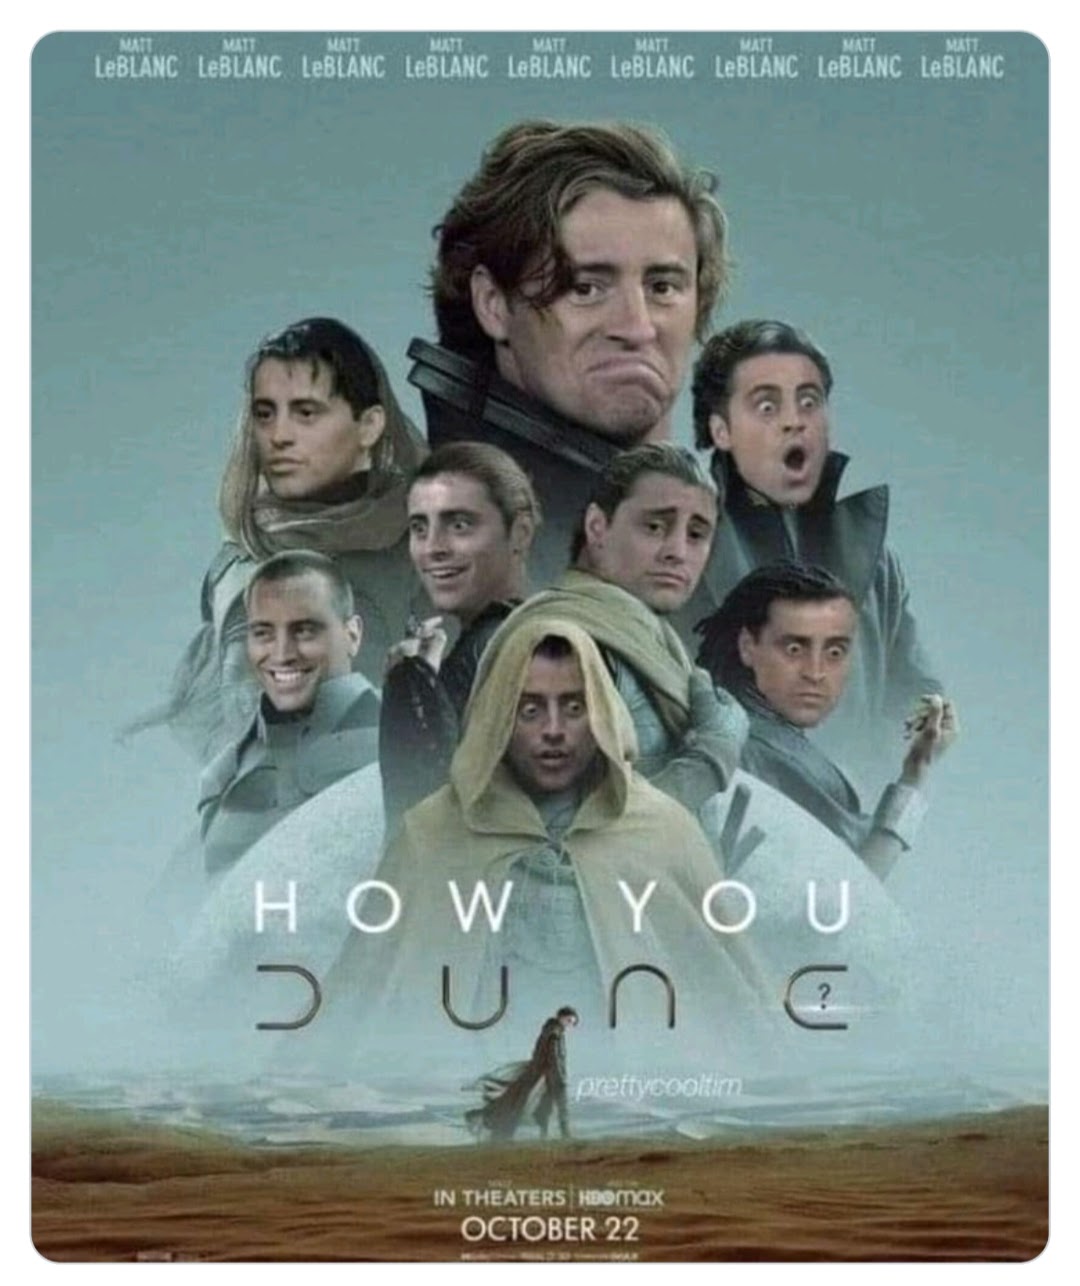 MATT MATT MATT MATT MATT MATT MATT MATT MATT
LeBLANC LeBLANC LeBLANC LeBLANC LeBLANC LeBLANC LeBLANC LeBLANC LeBLANC
HOW YOU
DUNE?
prettycooltim
IN THEATERS | HBOmax
OCTOBER 22